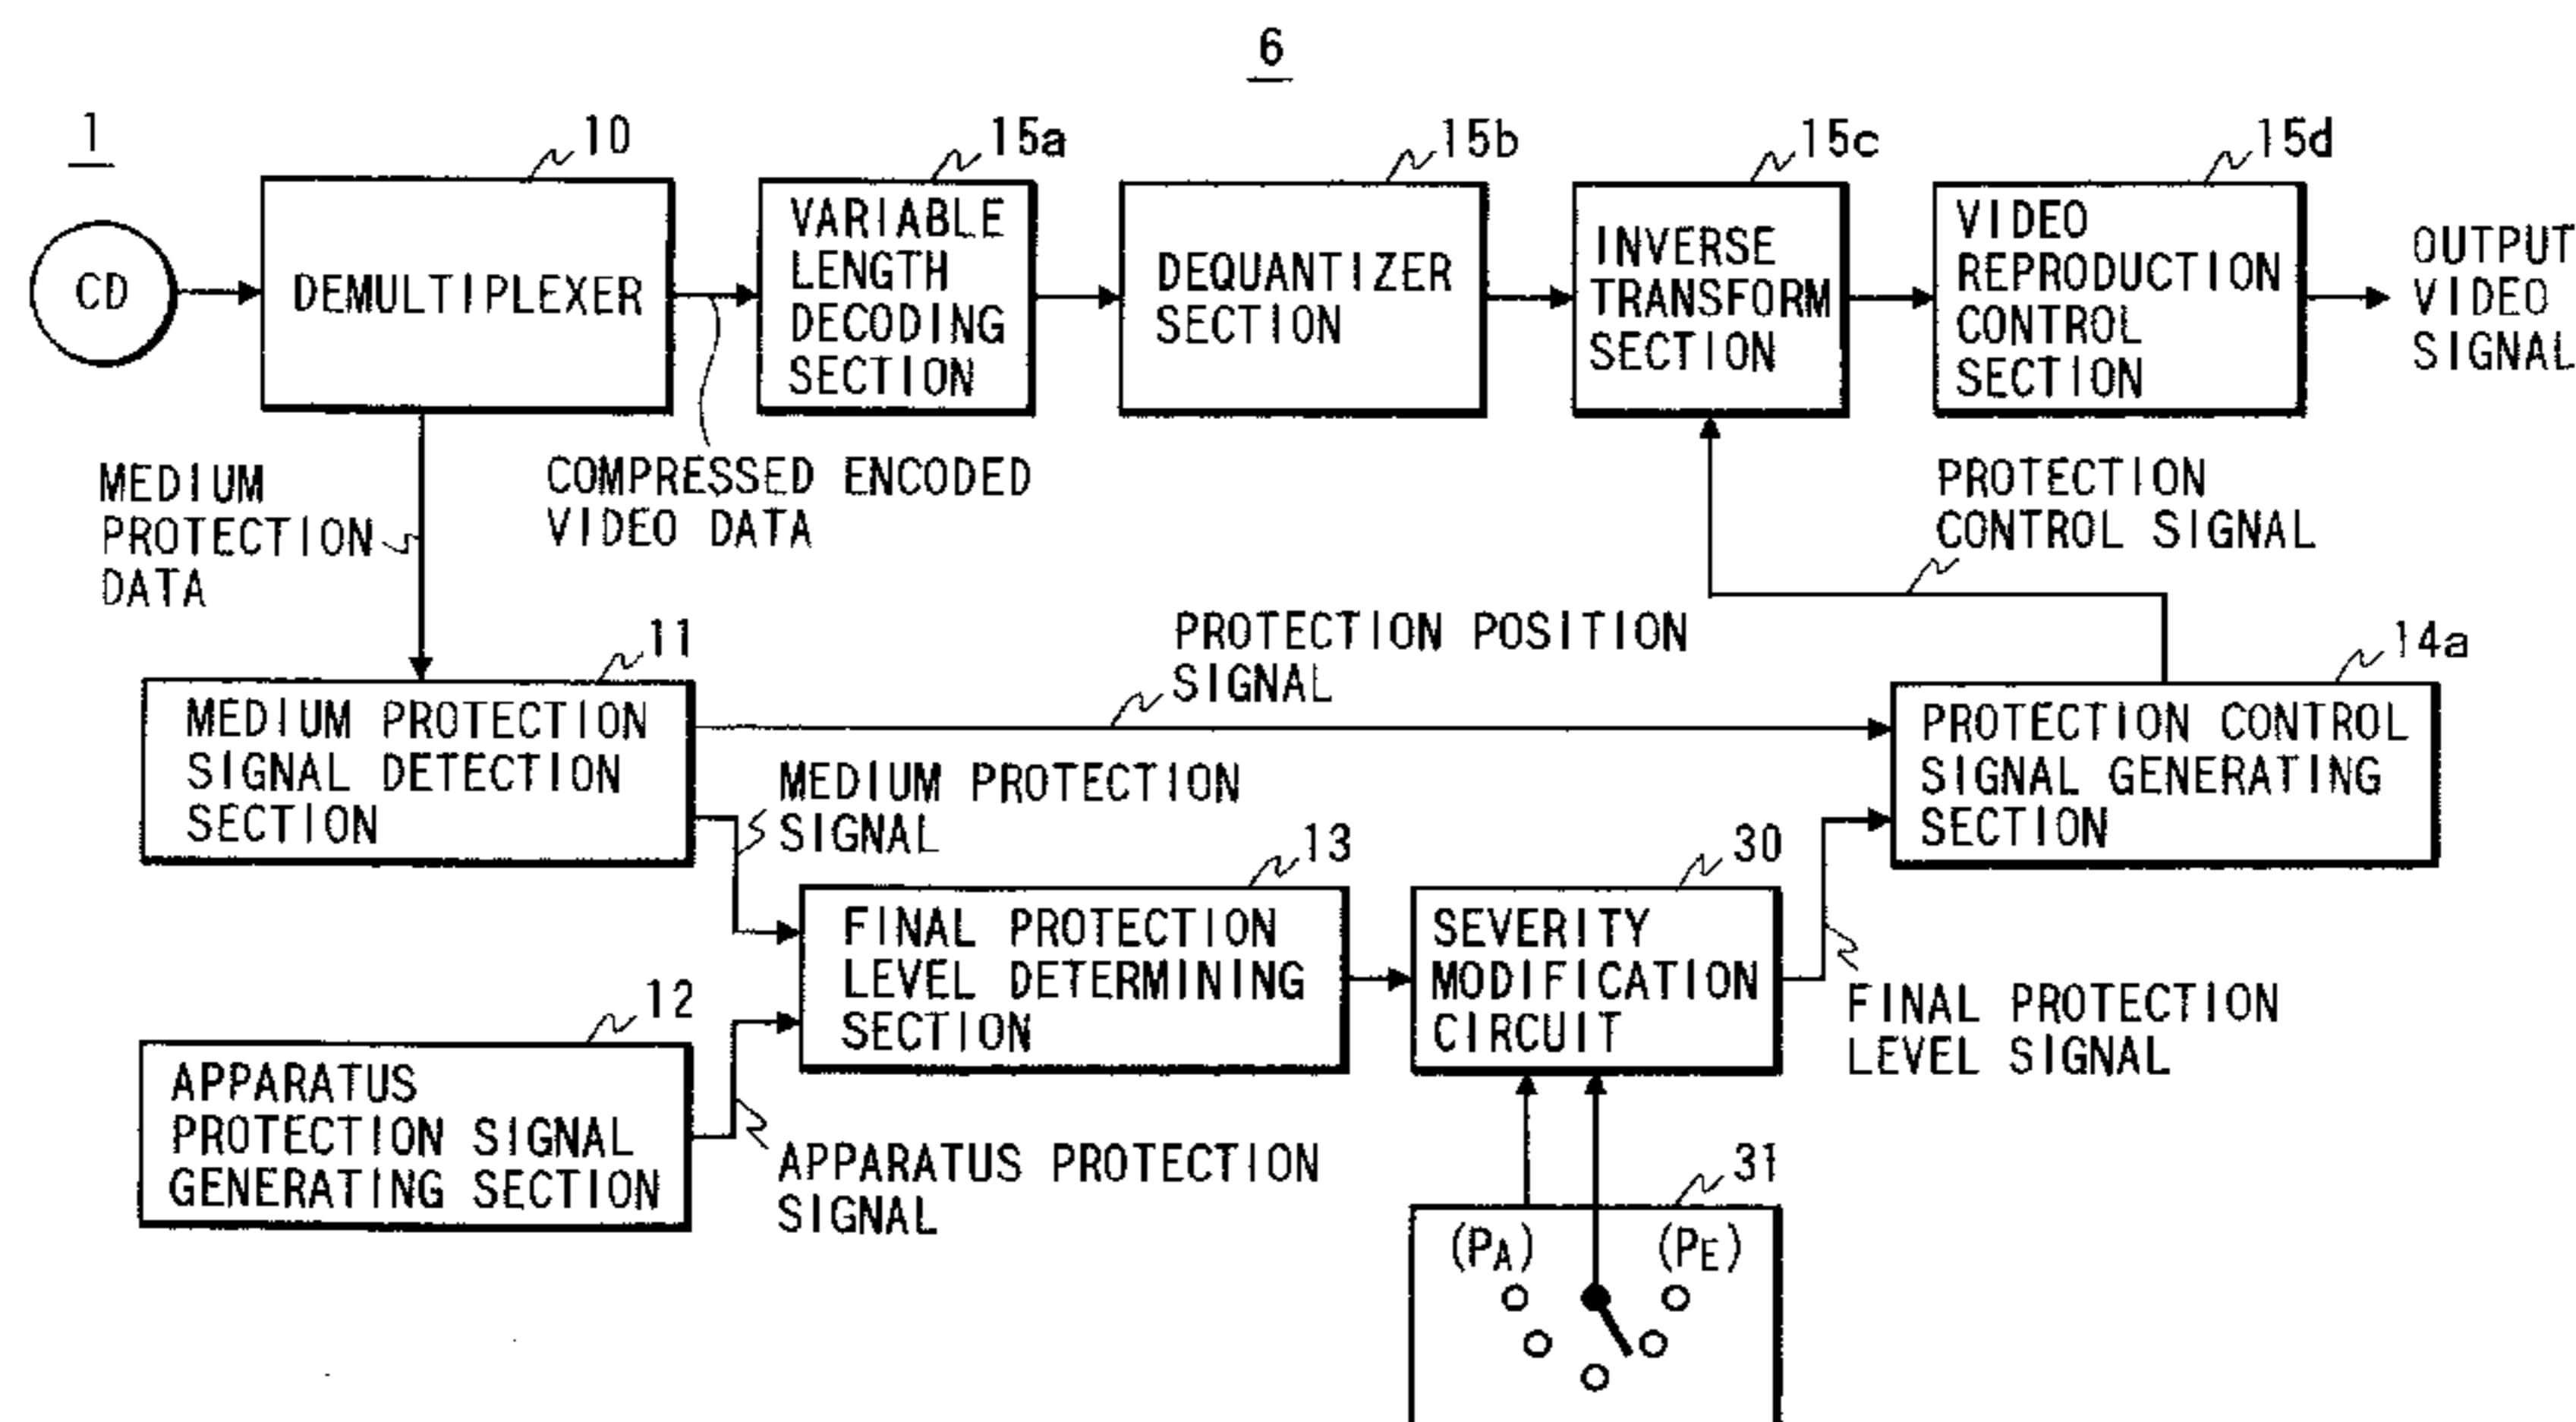 6
1
10
15a
15b
15c
15d
CD
DEMULTIPLEXER
VARIABLE
LENGTH
DECODING
SECTION
DEQUANTIZER
SECTION
INVERSE
TRANSFORM
SECTION
VIDEO
REPRODUCTION
CONTROL
SECTION
OUTPUT
VIDEO
SIGNAL
MEDIUM
PROTECTION
DATA
COMPRESSED ENCODED
VIDEO DATA
PROTECTION
CONTROL SIGNAL
11
PROTECTION POSITION
SIGNAL
14a
MEDIUM PROTECTION
SIGNAL DETECTION
SECTION
PROTECTION CONTROL
SIGNAL GENERATING
SECTION
MEDIUM PROTECTION
SIGNAL
13
30
FINAL PROTECTION
LEVEL DETERMINING
SECTION
SEVERITY
MODIFICATION
CIRCUIT
FINAL PROTECTION
LEVEL SIGNAL
12
APPARATUS
PROTECTION SIGNAL
GENERATING SECTION
APPARATUS PROTECTION
SIGNAL
31
(PA) (PE)